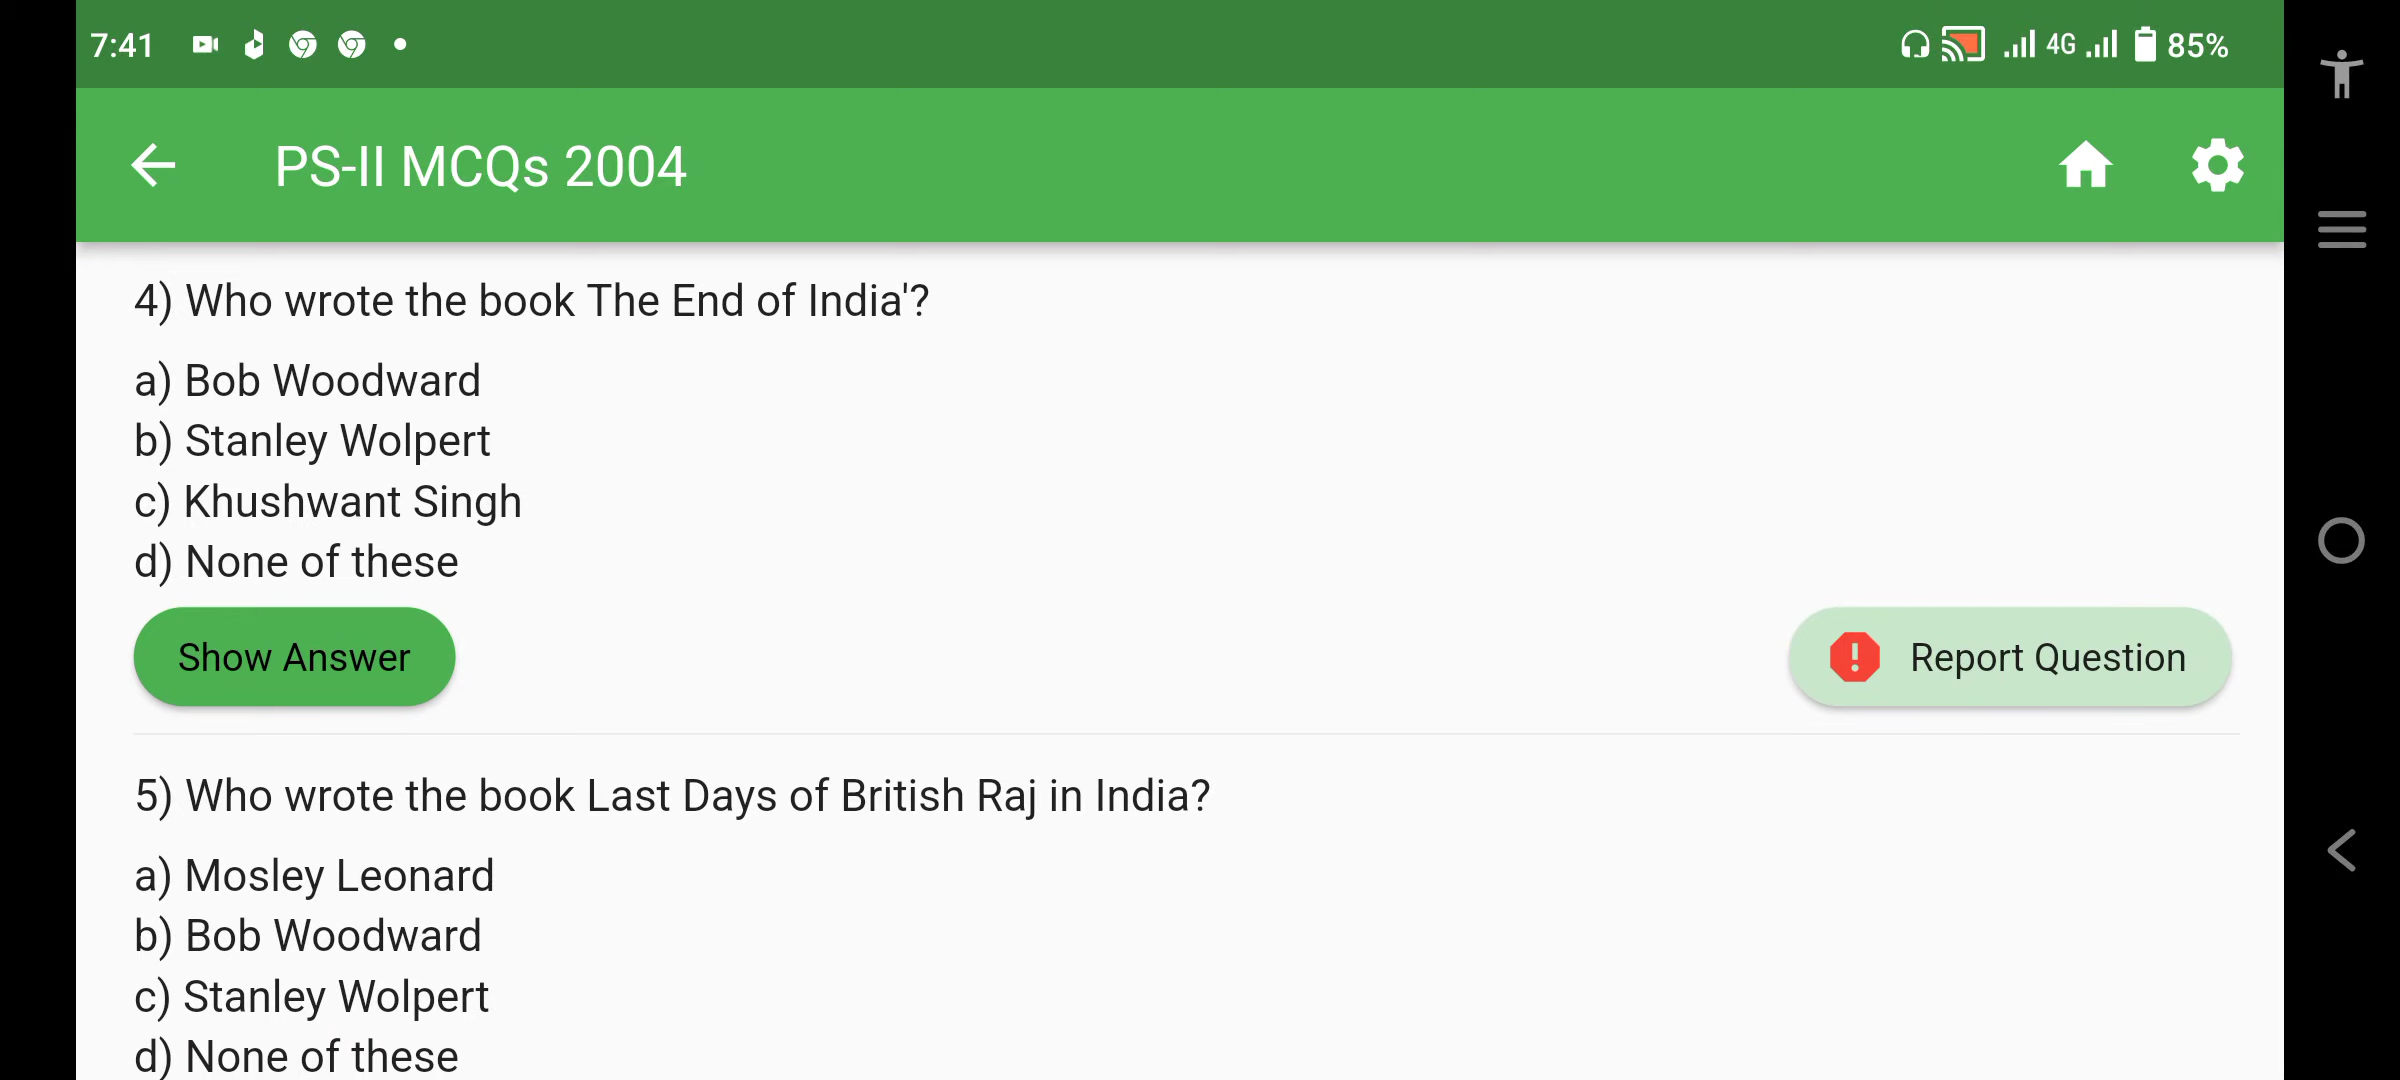 7:41
4G
85%
PS-II MCQs 2004
4) Who wrote the book The End of India'?
a) Bob Woodward
b) Stanley Wolpert
c) Khushwant Singh
d) None of these
Show Answer
Report Question
5) Who wrote the book Last Days of British Raj in India?
a) Mosley Leonard
b) Bob Woodward
c) Stanley Wolpert
d) None of these